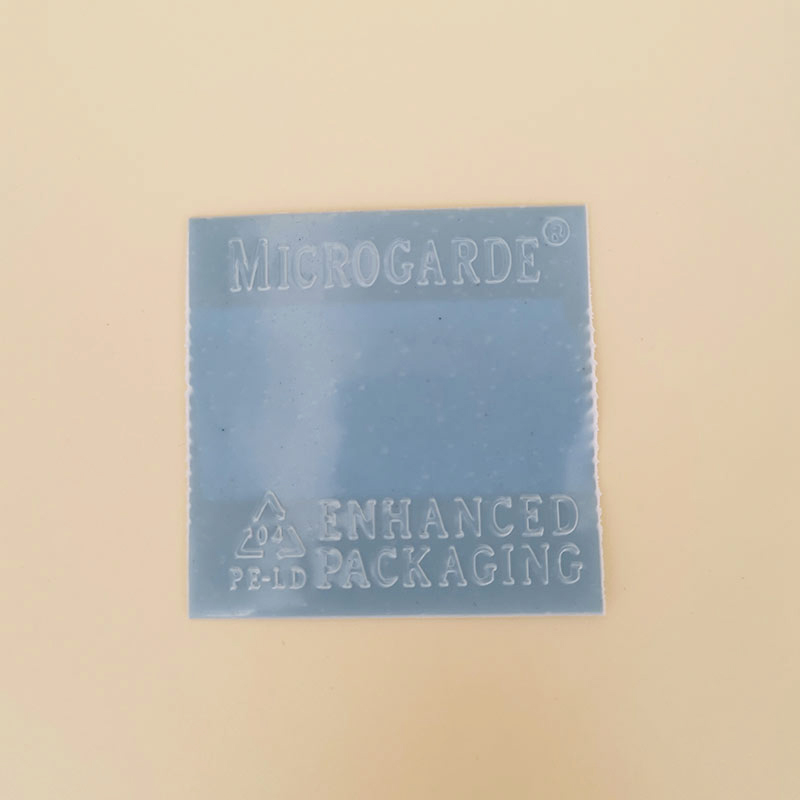 MICROGARDE®
ENHANCED
04
PACKAGING
PE-LD